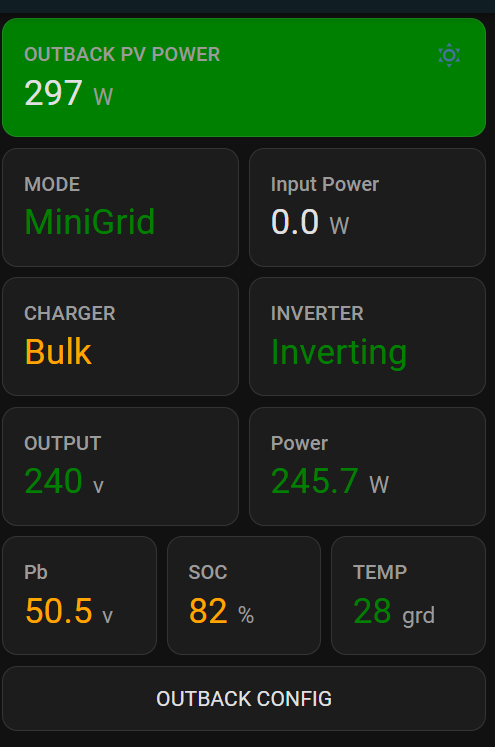 OUTBACK PV POWER
297 W
MODE
MiniGrid
Input Power
0.0 W
CHARGER
Bulk
INVERTER
Inverting
OUTPUT
240 v
Power
245.7 W
Pb
50.5 v
SOC
82 %
TEMP
28 grd
OUTBACK CONFIG